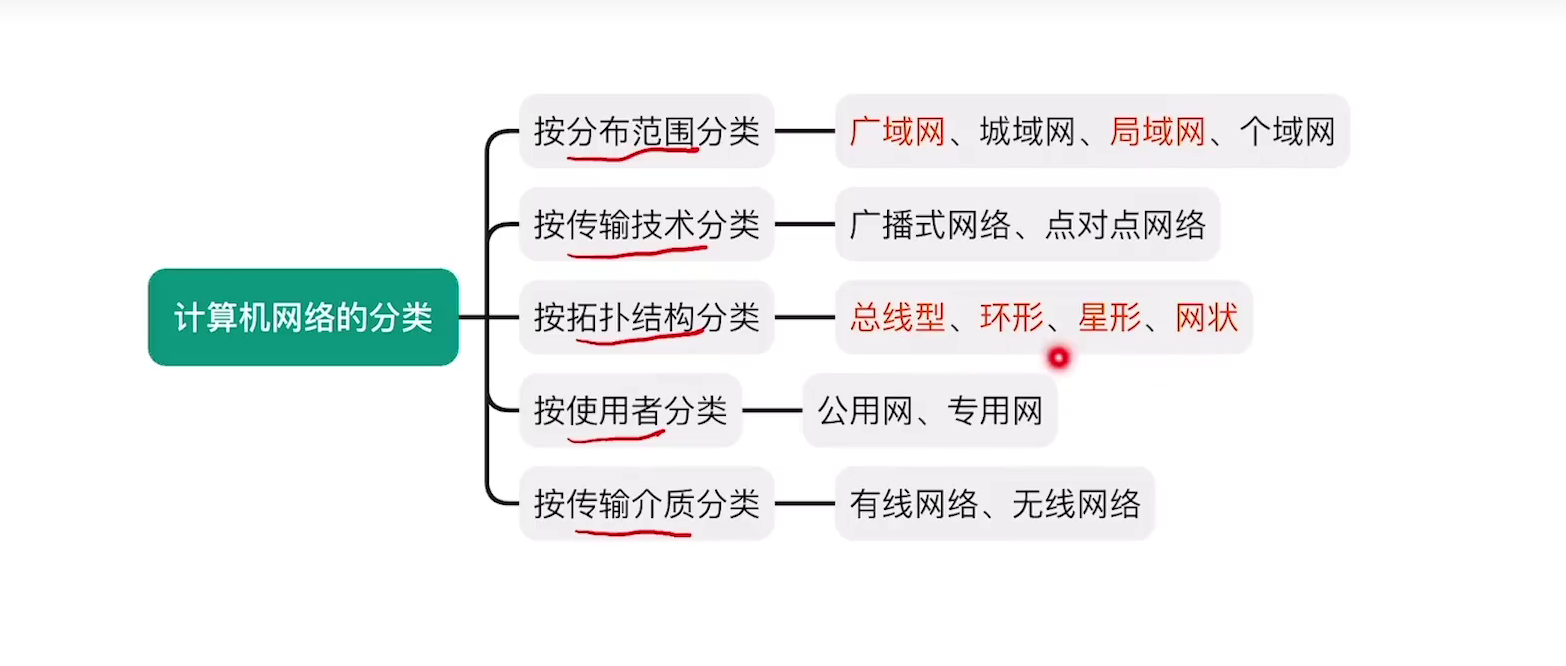 计算机网络的分类
按分布范围分类
广域网、城域网、局域网、个域网
按传输技术分类
广播式网络、点对点网络
按拓扑结构分类
总线型、环形、星形、网状
按使用者分类
公用网、专用网
按传输介质分类
有线网络、无线网络